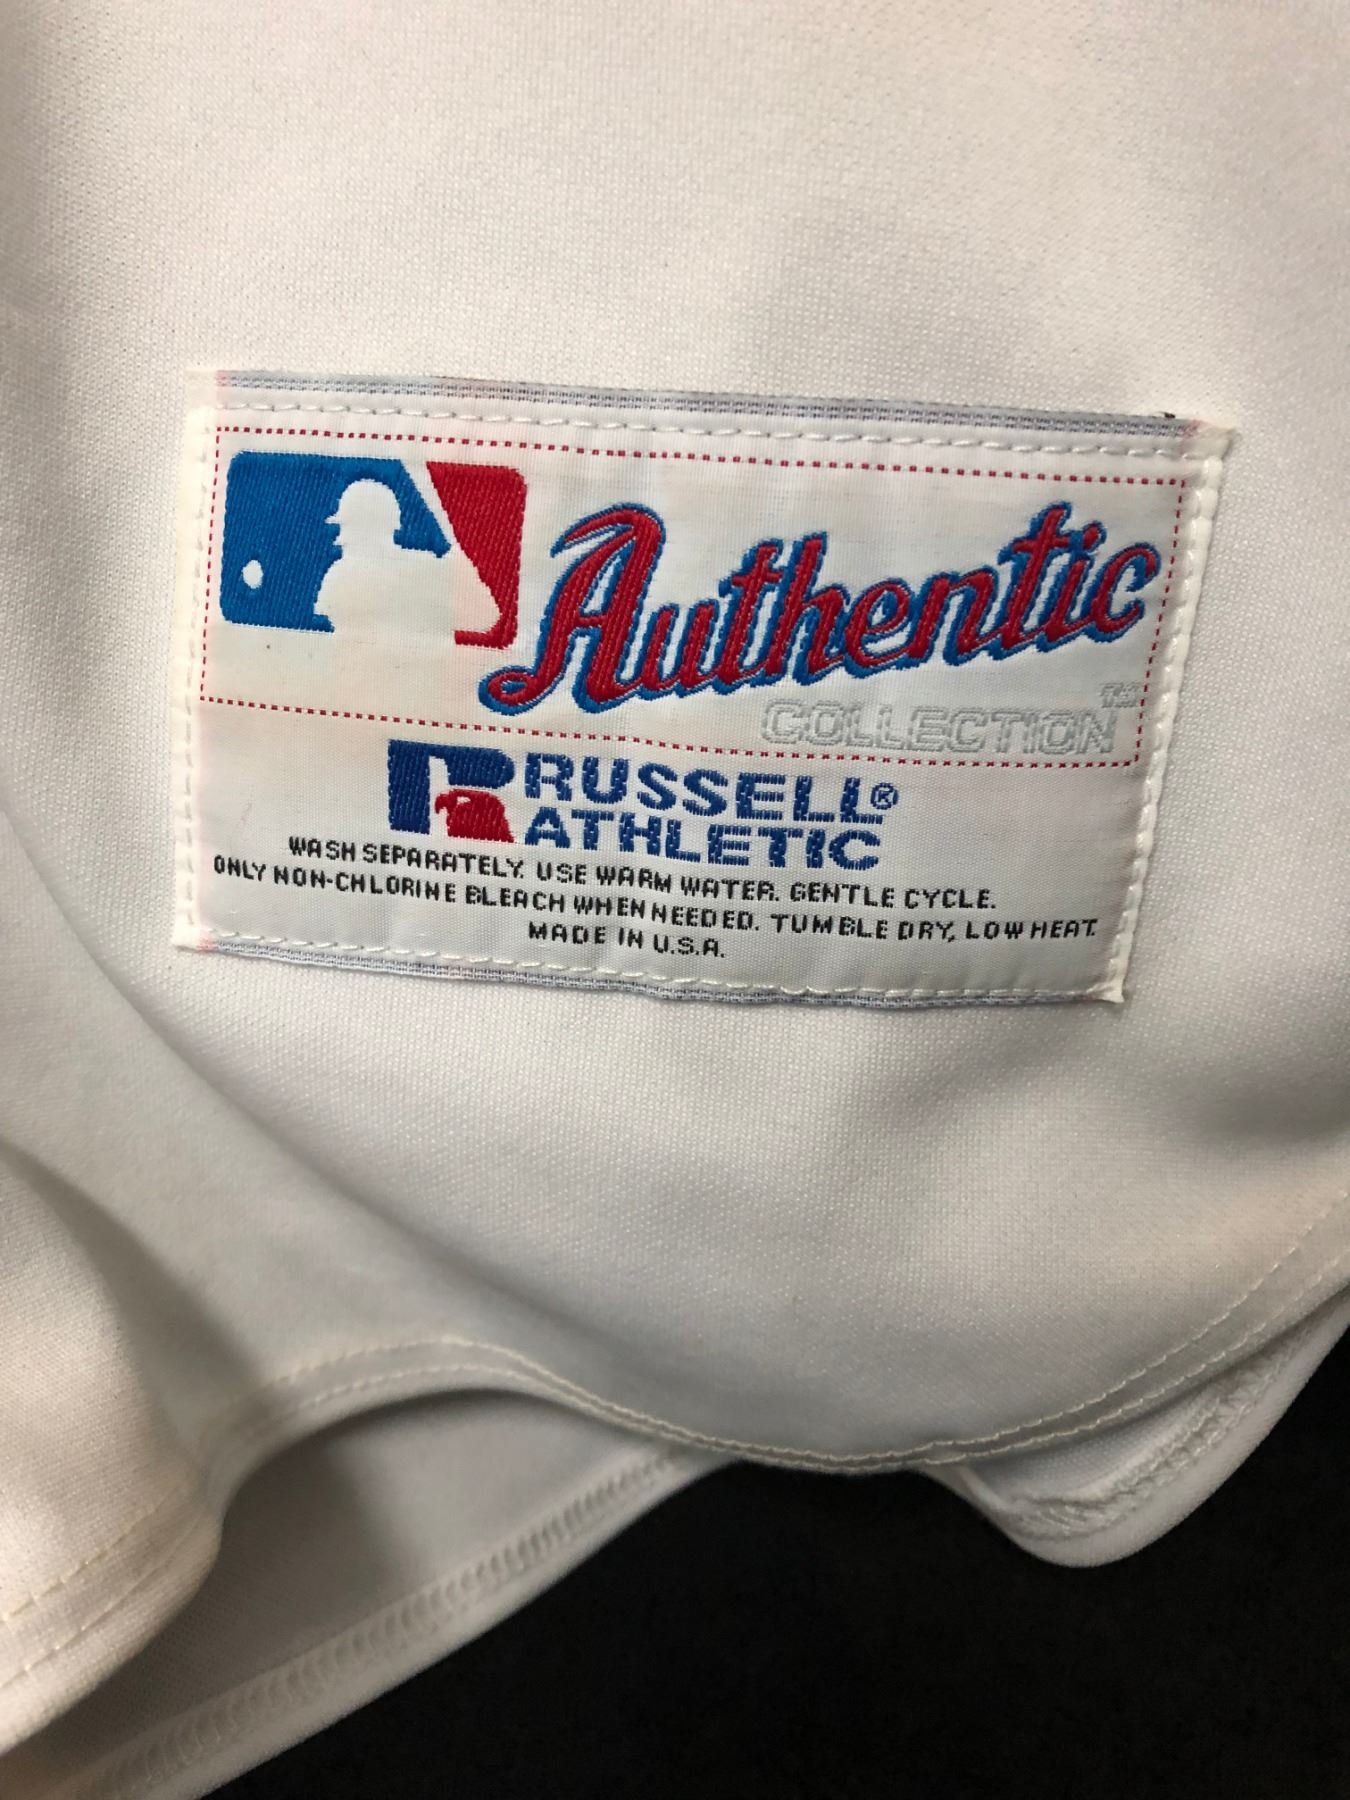 Authentic
COLLECTION™
RUSSELL®
ATHLETIC
WASH SEPARATELY. USE WARM WATER. GENTLE CYCLE.
ONLY NON-CHLORINE BLEACH WHEN NEEDED. TUMBLE DRY, LOW HEAT.
MADE IN U.S.A.